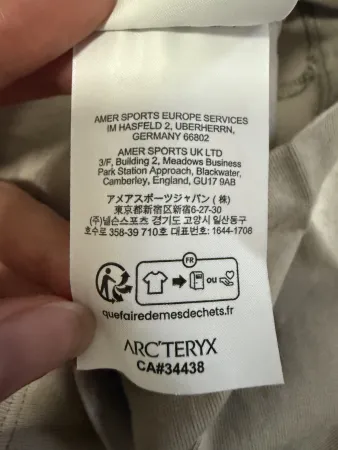 AMER SPORTS EUROPE SERVICES
IM HASFELD 2, UBERHERRN,
GERMANY 66802
AMER SPORTS UK LTD
3/F, Building 2, Meadows Business
Park Station Approach, Blackwater,
Camberley, England, GU17 9AB
アメアスポーツジャパン(株)
東京都新宿区新宿6-27-30
(주)넬슨스포츠 경기도 고양시 일산동구
호수로 358-39 710호 대표번호: 1644-1708
FR
ou
quefairedemesdechets.fr
ARC'TERYX
CA#34438